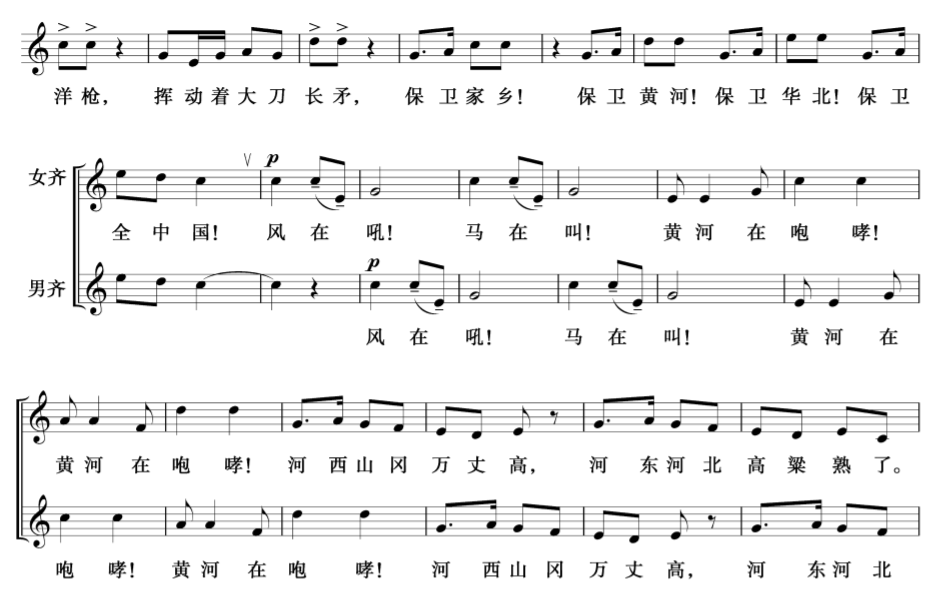 洋枪， 挥动着大刀长矛， 保卫家乡！ 保卫黄河！保卫华北！保卫
p
女齐
全中国！ 风在吼！ 马在叫！ 黄河在咆哮！
p
男齐
风在吼！ 马在叫！ 黄河在
黄河在咆哮！河西山冈万丈高， 河东河北高粱熟了。
咆哮！黄河在咆哮！ 河西山冈万丈高， 河东河北